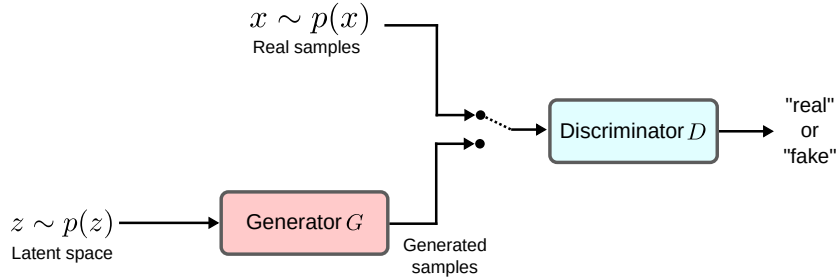 x ∼ p(x)
Real samples
Discriminator D
"real"
or
"fake"
z ∼ p(z)
Latent space
Generator G
Generated
samples